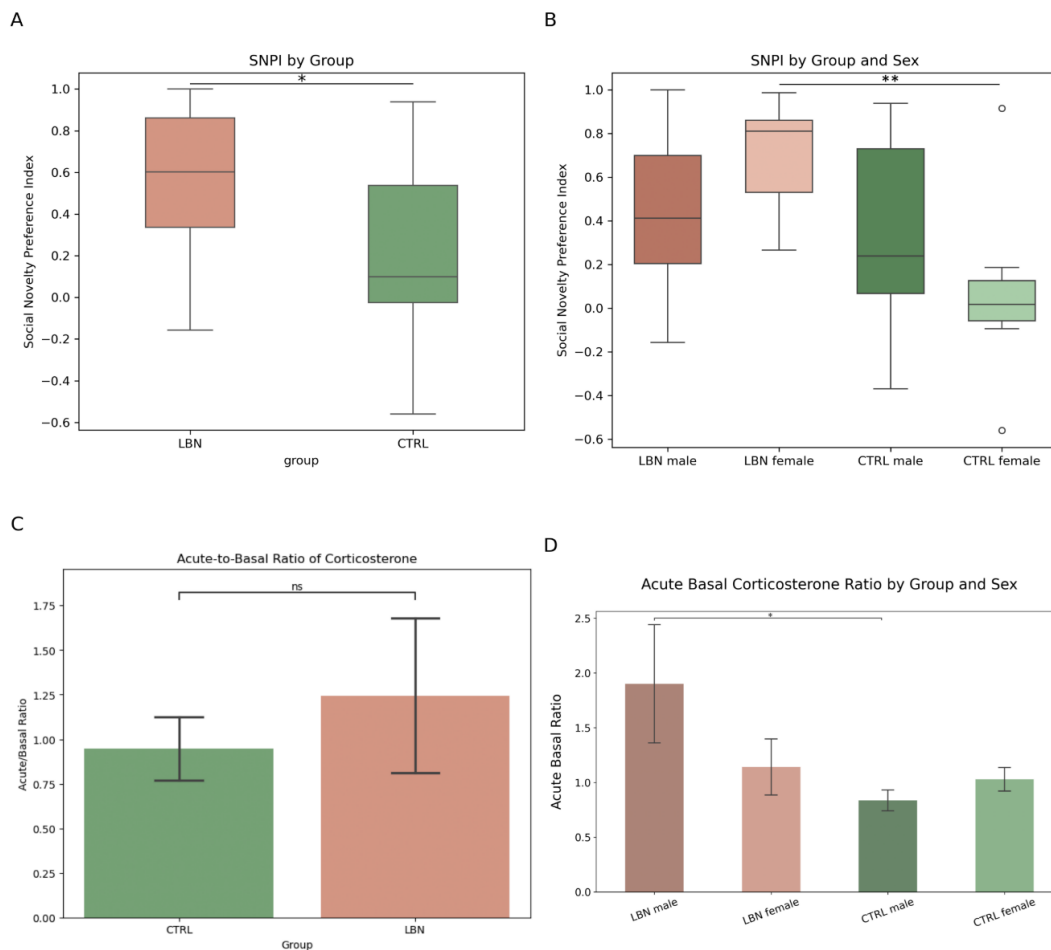 A
SNPI by Group
*
Social Novelty Preference Index
1.0
0.8
0.6
0.4
0.2
0.0
−0.2
−0.4
−0.6
LBN
CTRL
group
B
SNPI by Group and Sex
**
Social Novelty Preference Index
1.0
0.8
0.6
0.4
0.2
0.0
−0.2
−0.4
−0.6
LBN male
LBN female
CTRL male
CTRL female
C
Acute-to-Basal Ratio of Corticosterone
ns
Acute/Basal Ratio
1.75
1.50
1.25
1.00
0.75
0.50
0.25
0.00
CTRL
LBN
Group
D
Acute Basal Corticosterone Ratio by Group and Sex
*
Acute Basal Ratio
2.5
2.0
1.5
1.0
0.5
0.0
LBN male
LBN female
CTRL male
CTRL female